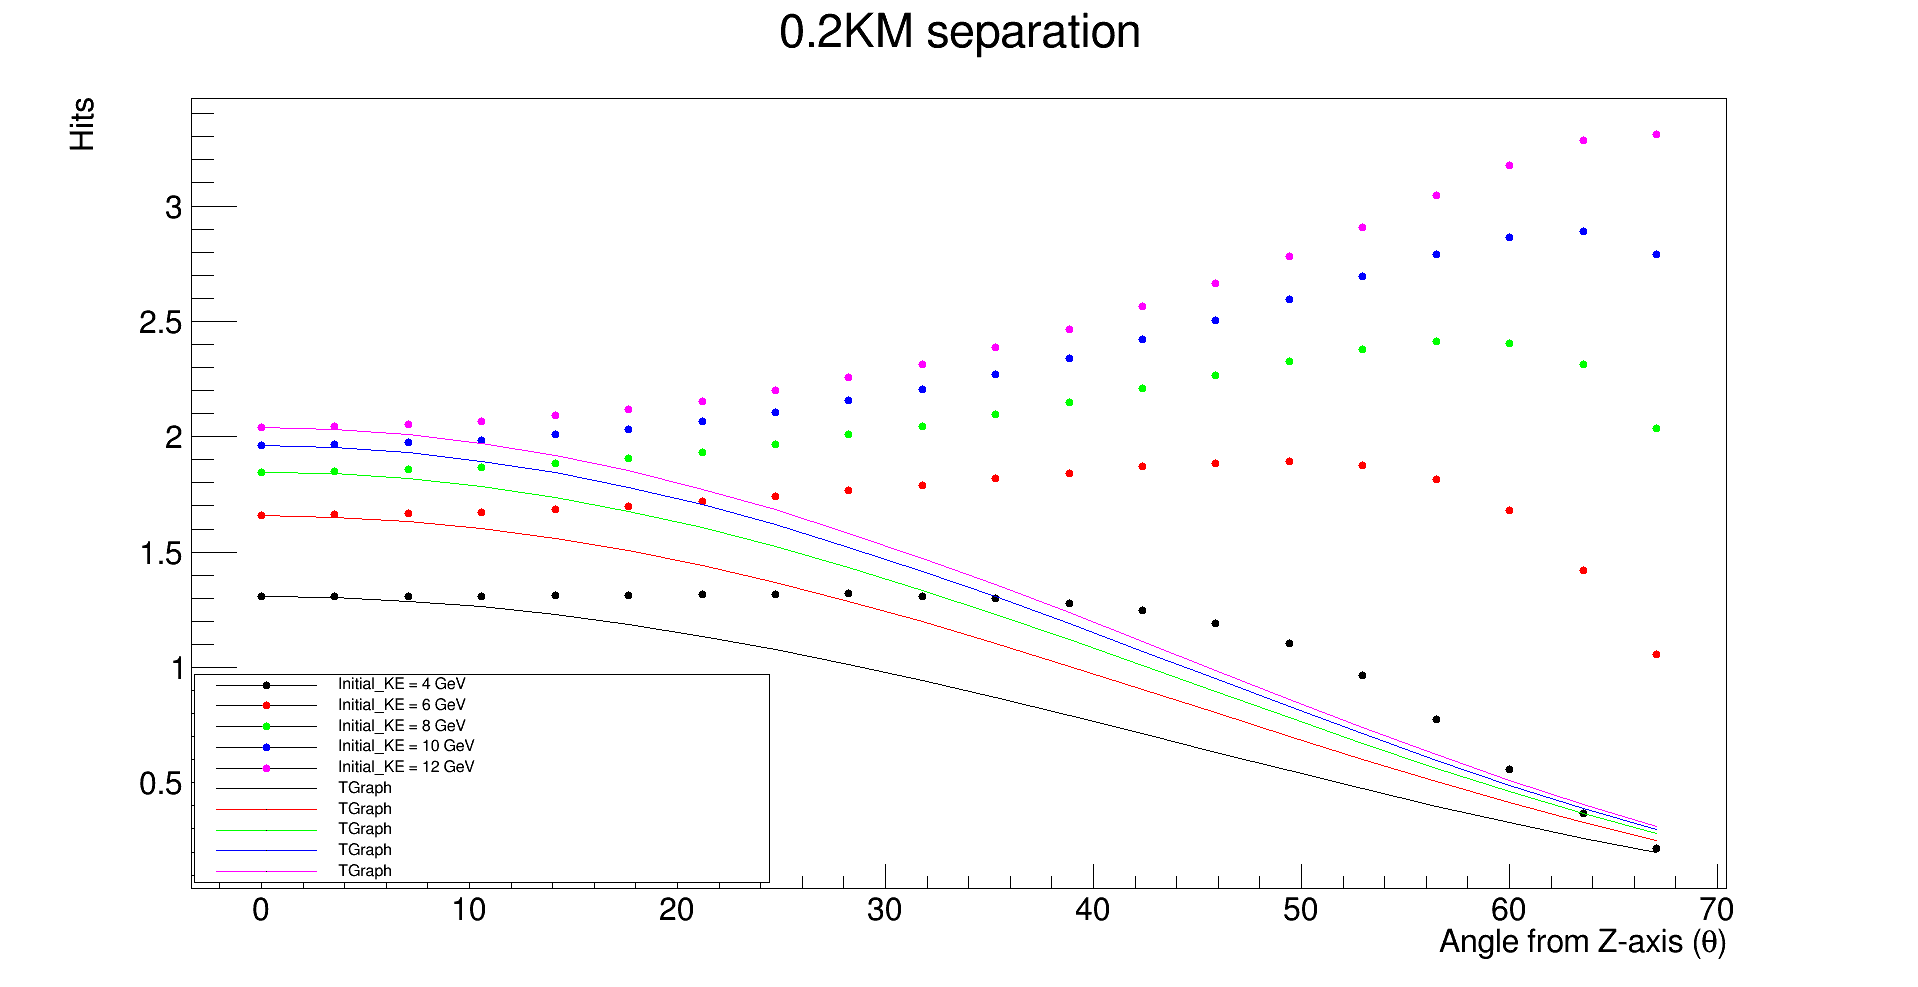 0.2KM separation
Hits
3
2.5
2
1.5
1
0.5
Initial_KE = 4 GeV
Initial_KE = 6 GeV
Initial_KE = 8 GeV
Initial_KE = 10 GeV
Initial_KE = 12 GeV
TGraph
TGraph
TGraph
TGraph
TGraph
0 10 20 30 40 50 60 70
Angle from Z-axis (θ)